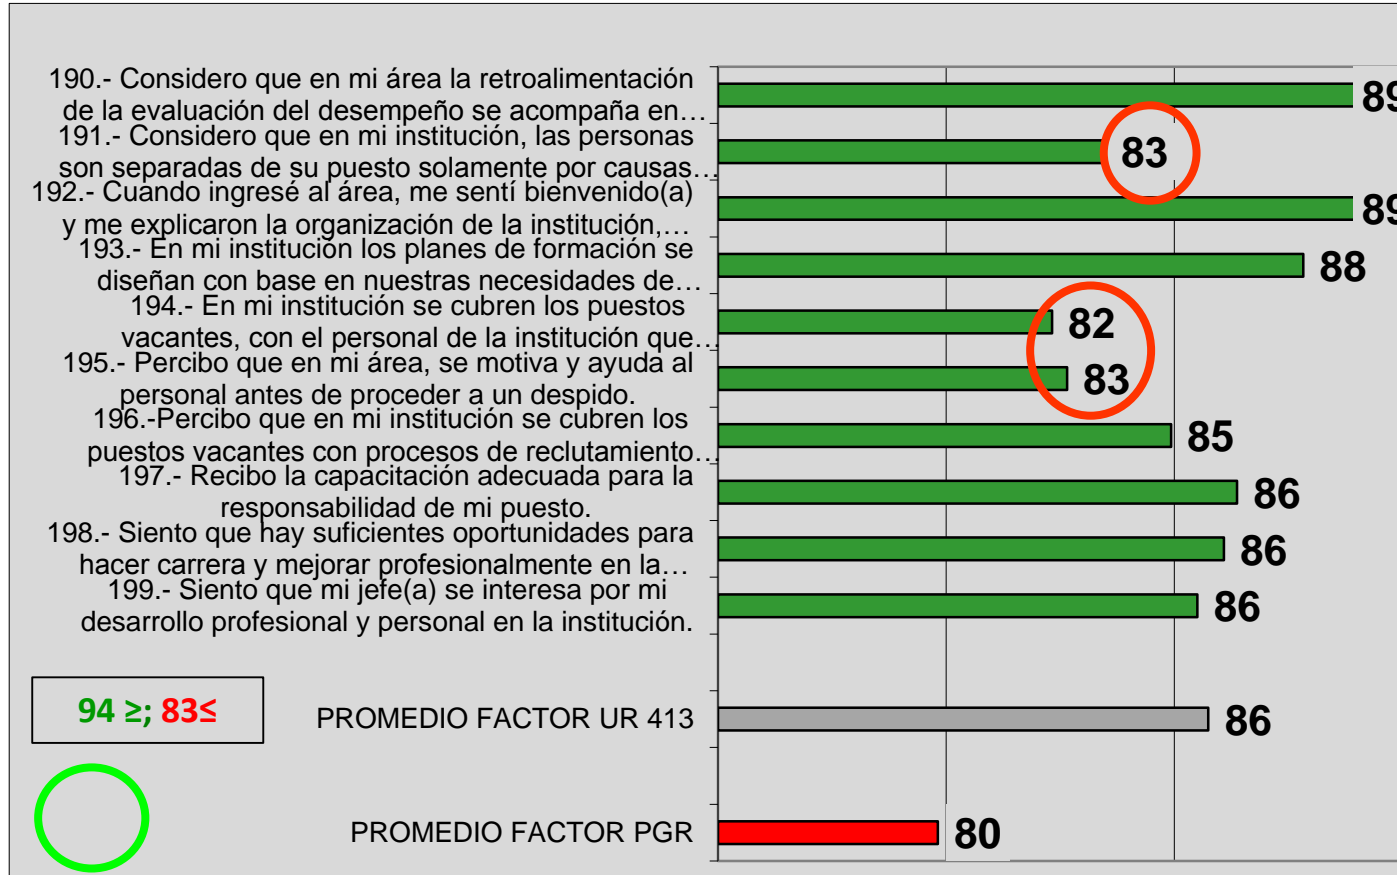 190.- Considero que en mi área la retroalimentación
de la evaluación del desempeño se acompaña en…
89
191.- Considero que en mi institución, las personas
son separadas de su puesto solamente por causas…
83
192.- Cuando ingresé al área, me sentí bienvenido(a)
y me explicaron la organización de la institución,…
89
193.- En mi institución los planes de formación se
diseñan con base en nuestras necesidades de…
88
194.- En mi institución se cubren los puestos
vacantes, con el personal de la institución que…
82
195.- Percibo que en mi área, se motiva y ayuda al
personal antes de proceder a un despido.
83
196.-Percibo que en mi institución se cubren los
puestos vacantes con procesos de reclutamiento…
85
197.- Recibo la capacitación adecuada para la
responsabilidad de mi puesto.
86
198.- Siento que hay suficientes oportunidades para
hacer carrera y mejorar profesionalmente en la…
86
199.- Siento que mi jefe(a) se interesa por mi
desarrollo profesional y personal en la institución.
86
94 ≥; 83≤
PROMEDIO FACTOR UR 413
86
PROMEDIO FACTOR PGR
80